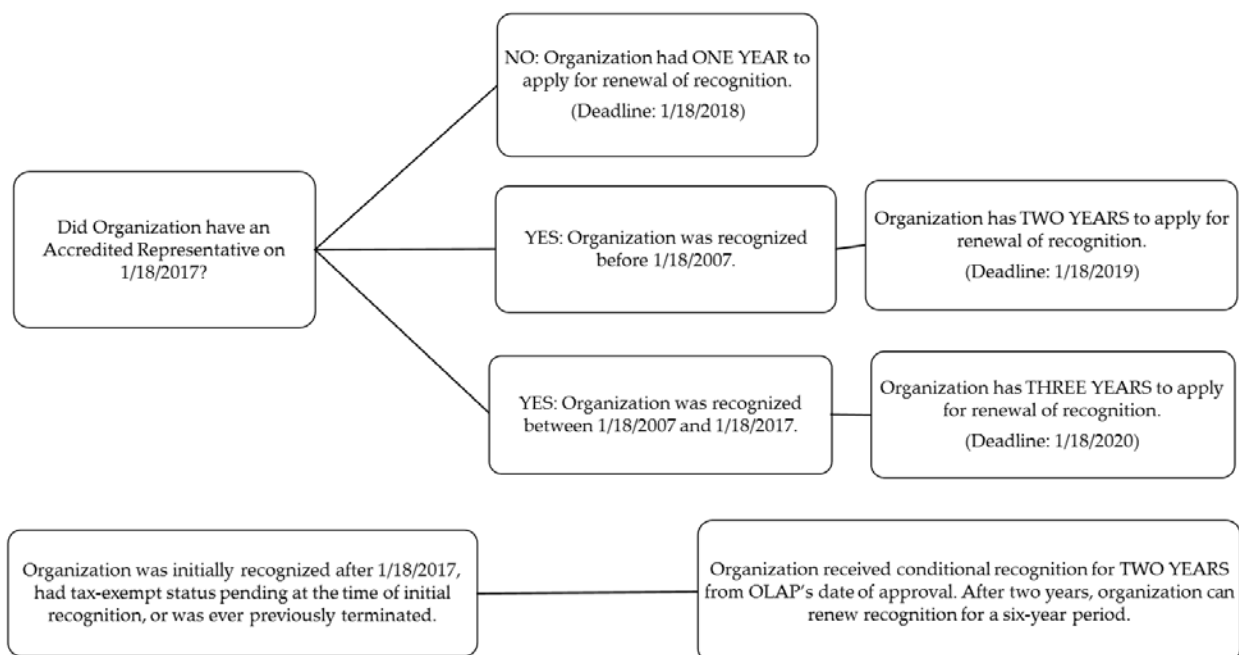 NO: Organization had ONE YEAR to
apply for renewal of recognition.
(Deadline: 1/18/2018)
Did Organization have an
Accredited Representative on
1/18/2017?
YES: Organization was recognized
before 1/18/2007.
Organization has TWO YEARS to apply for
renewal of recognition.
(Deadline: 1/18/2019)
YES: Organization was recognized
between 1/18/2007 and 1/18/2017.
Organization has THREE YEARS to apply
for renewal of recognition.
(Deadline: 1/18/2020)
Organization was initially recognized after 1/18/2017,
had tax-exempt status pending at the time of initial
recognition, or was ever previously terminated.
Organization received conditional recognition for TWO YEARS
from OLAP’s date of approval. After two years, organization can
renew recognition for a six-year period.